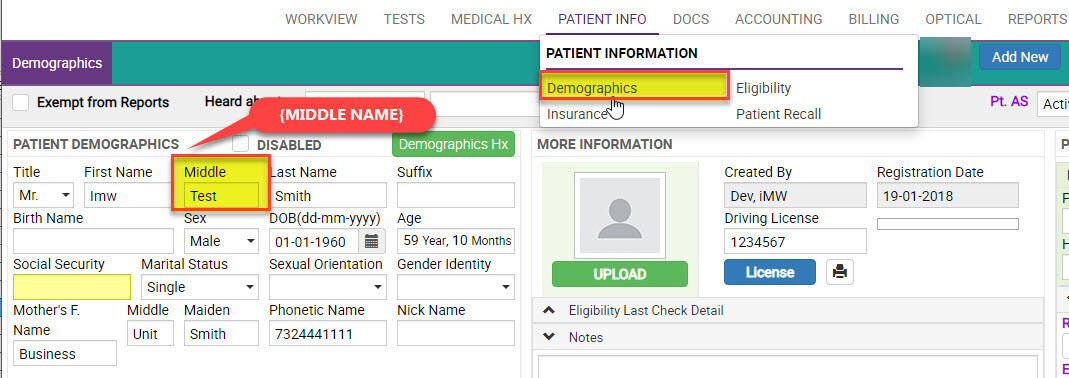 WORKVIEW TESTS MEDICAL HX PATIENT INFO DOCS ACCOUNTING BILLING OPTICAL REPORTS
PATIENT INFORMATION
Demographics Eligibility
Insurance Patient Recall
Demographics
Add New
Exempt from Reports
Heard
Pt. AS
{MIDDLE NAME}
PATIENT DEMOGRAPHICS DISABLED Demographics Hx
Title First Name Middle Last Name Suffix
Mr. Imw Test Smith
Birth Name Sex DOB(dd-mm-yyyy) Age
Male 01-01-1960 59 Year, 10 Months
Social Security Marital Status Sexual Orientation Gender Identity
Single
Mother's F. Name Middle Maiden Phonetic Name Nick Name
Business Unit Smith 7324441111
MORE INFORMATION
UPLOAD
Created By Registration Date
Dev, iMW 19-01-2018
Driving License
1234567
License
Eligibility Last Check Detail
Notes